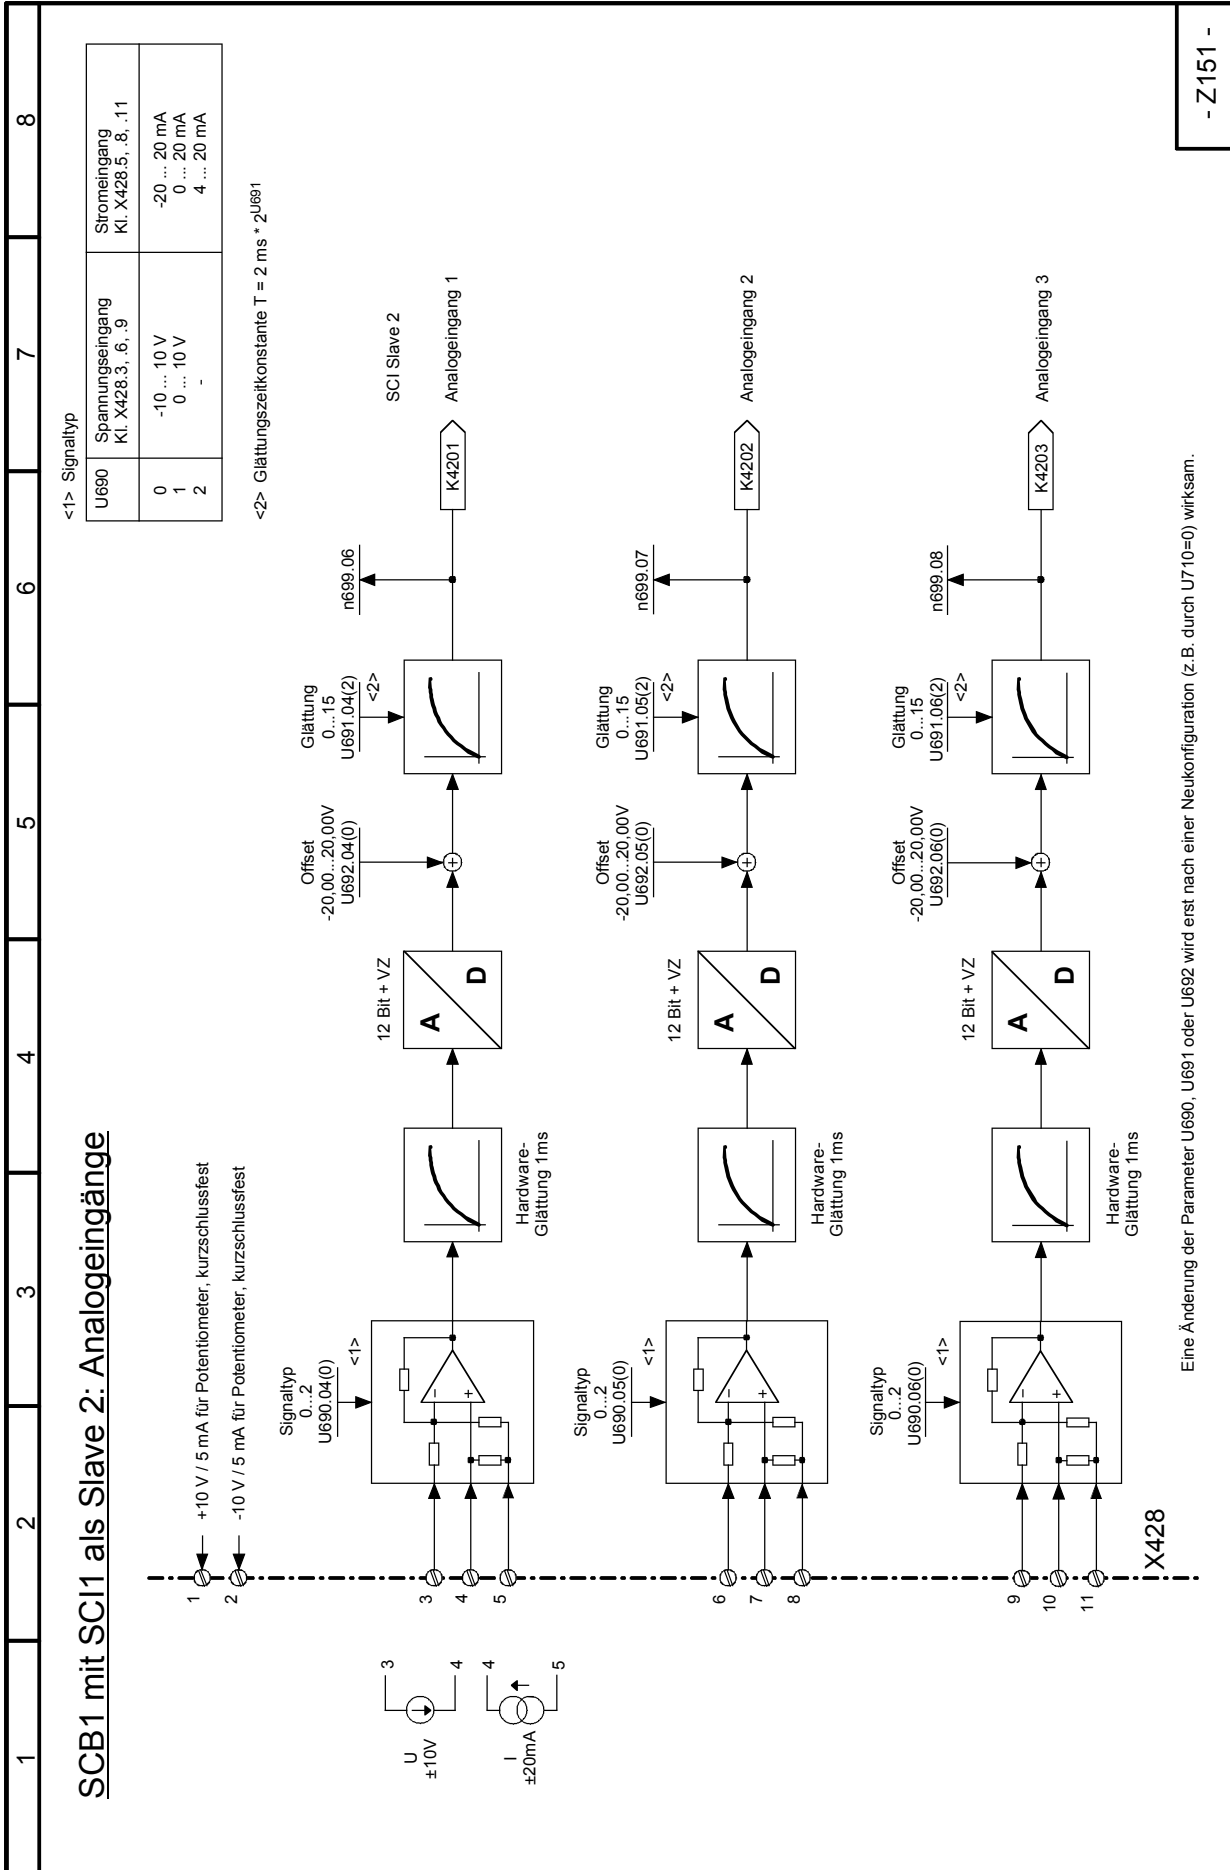 1
2
3
4
5
6
7
8
SCB1 mit SCI1 als Slave 2: Analogeingänge
<1> Signaltyp
U690
Spannungseingang
Kl. X428.3, .6, .9
Stromeingang
Kl. X428.5, .8, .11
0
-10 ... 10 V
-20 ... 20 mA
1
0 ... 10 V
0 ... 20 mA
2
-
4 ... 20 mA
<2> Glättungszeitkonstante T = 2 ms * 2^U691
1
+10 V / 5 mA für Potentiometer, kurzschlussfest
2
-10 V / 5 mA für Potentiometer, kurzschlussfest
U
±10V
3
4
I
±20mA
4
5
3
4
5
Signaltyp
0...2
U690.04(0)
<1>
-
+
Hardware-
Glättung 1ms
12 Bit + VZ
A
D
Offset
-20,00...20,00V
U692.04(0)
+
Glättung
0...15
U691.04(2)
<2>
n699.06
K4201
SCI Slave 2
Analogeingang 1
6
7
8
Signaltyp
0...2
U690.05(0)
<1>
-
+
Hardware-
Glättung 1ms
12 Bit + VZ
A
D
Offset
-20,00...20,00V
U692.05(0)
+
Glättung
0...15
U691.05(2)
<2>
n699.07
K4202
Analogeingang 2
9
10
11
Signaltyp
0...2
U690.06(0)
<1>
-
+
Hardware-
Glättung 1ms
12 Bit + VZ
A
D
Offset
-20,00...20,00V
U692.06(0)
+
Glättung
0...15
U691.06(2)
<2>
n699.08
K4203
Analogeingang 3
X428
Eine Änderung der Parameter U690, U691 oder U692 wird erst nach einer Neukonfiguration (z.B. durch U710=0) wirksam.
- Z151 -